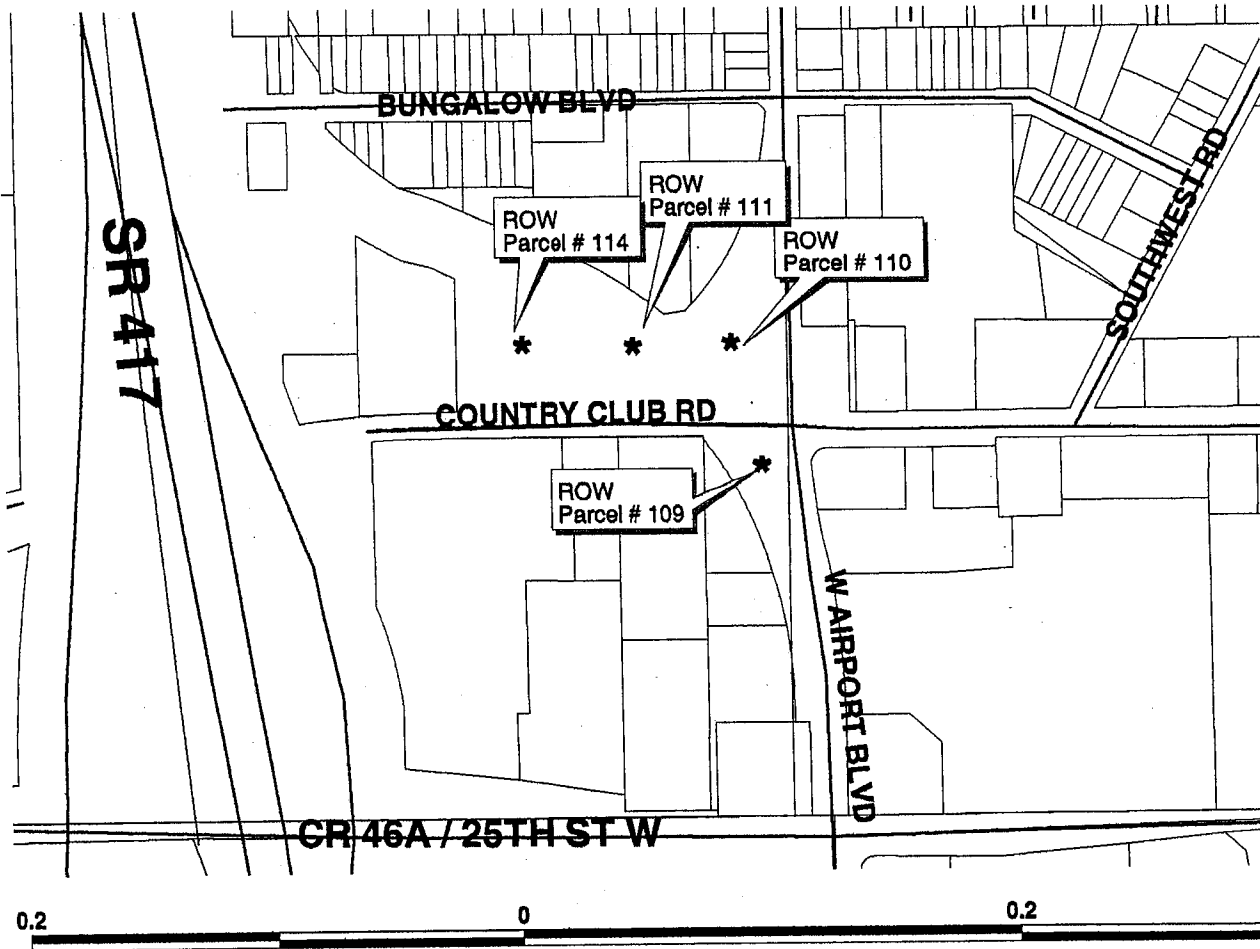 BUNGALOW BLVD
ROW
Parcel # 111
ROW
Parcel # 114
ROW
Parcel # 110
SOUTHWEST RD
SR 417
* * *
COUNTRY CLUB RD
*
ROW
Parcel # 109
W AIRPORT BLVD
CR 46A / 25TH ST W
0.2 0 0.2